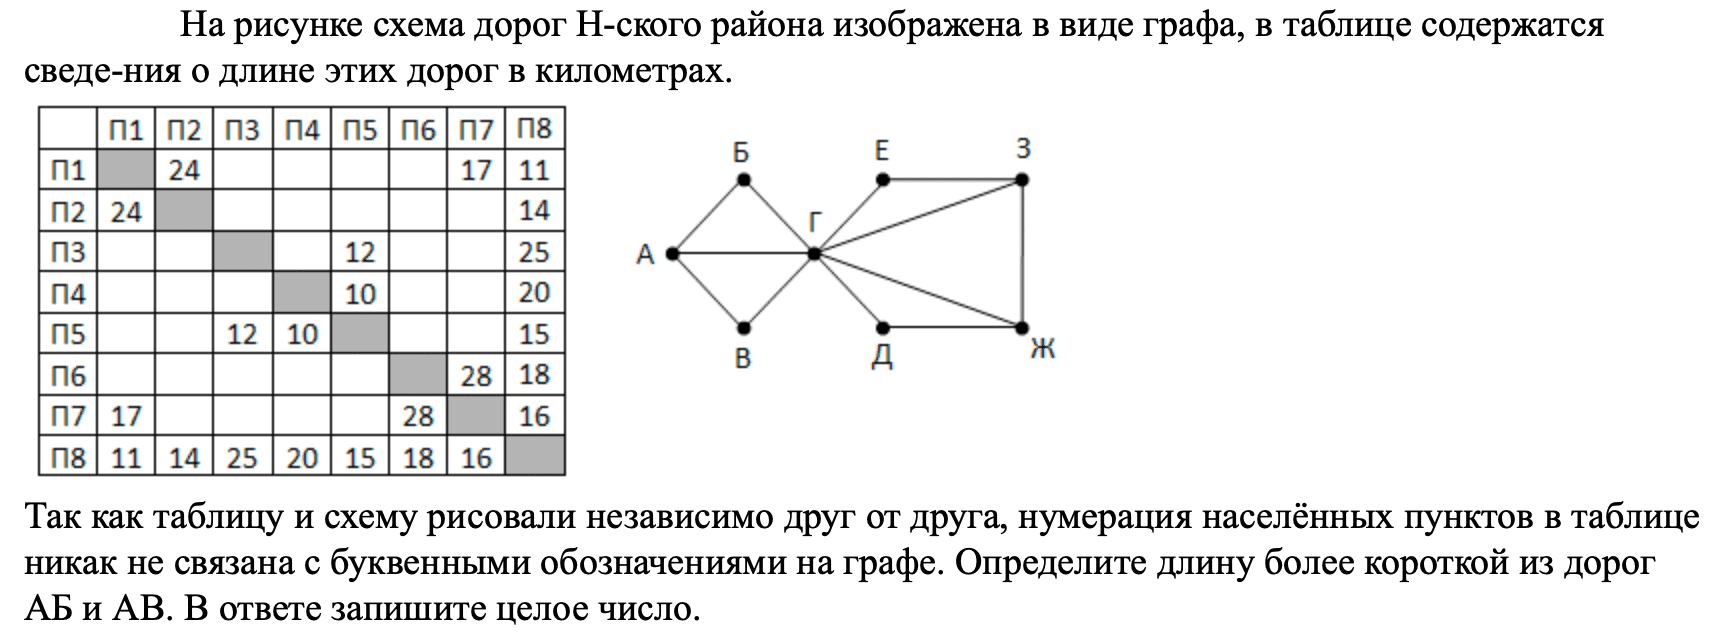 На рисунке схема дорог Н-ского района изображена в виде графа, в таблице содержатся
сведе-ния о длине этих дорог в километрах.
П1 П2 П3 П4 П5 П6 П7 П8
П1 24 17 11
П2 24 14
П3 12 25
П4 10 20
П5 12 10 15
П6 28 18
П7 17 28 16
П8 11 14 25 20 15 18 16
Б Е З
Г
А
В Д Ж
Так как таблицу и схему рисовали независимо друг от друга, нумерация населённых пунктов в таблице
никак не связана с буквенными обозначениями на графе. Определите длину более короткой из дорог
АБ и АВ. В ответе запишите целое число.